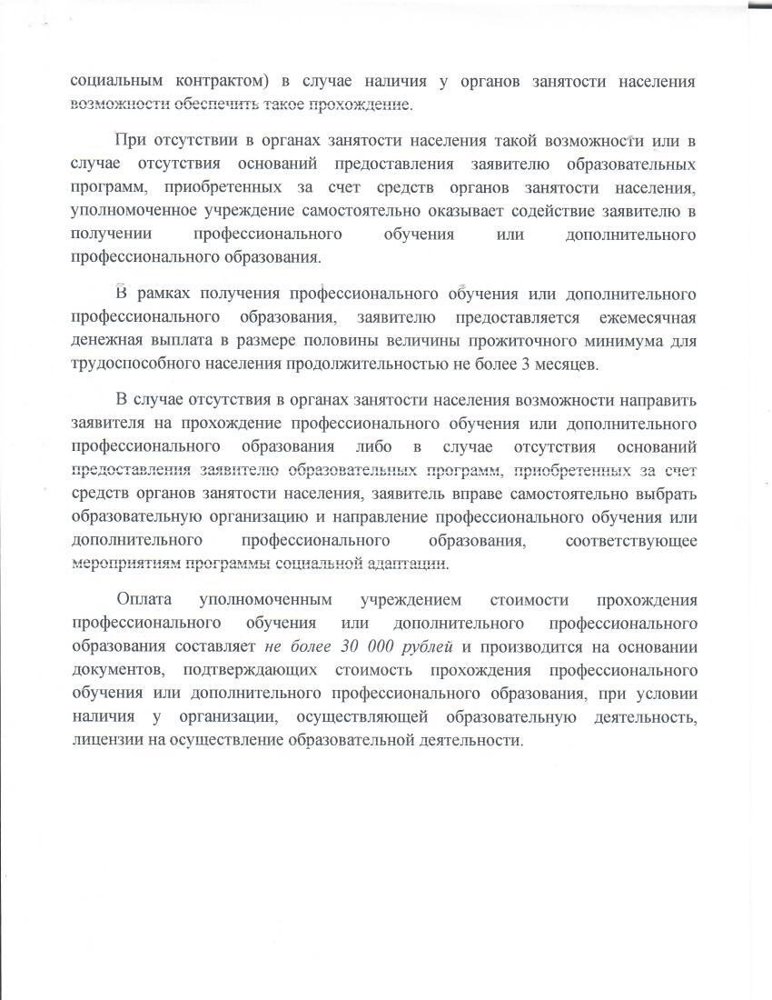 социальным контрактом) в случае наличия у органов занятости населения
возможности обеспечить такое прохождение.
При отсутствии в органах занятости населения такой возможности или в
случае отсутствия оснований предоставления заявителю образовательных
программ, приобретенных за счет средств органов занятости населения,
уполномоченное учреждение самостоятельно оказывает содействие заявителю в
получении профессионального обучения или дополнительного
профессионального образования.
В рамках получения профессионального обучения или дополнительного
профессионального образования, заявителю предоставляется ежемесячная
денежная выплата в размере половины величины прожиточного минимума для
трудоспособного населения продолжительностью не более 3 месяцев.
В случае отсутствия в органах занятости населения возможности направить
заявителя на прохождение профессионального обучения или дополнительного
профессионального образования либо в случае отсутствия оснований
предоставления заявителю образовательных программ, приобретенных за счет
средств органов занятости населения, заявитель вправе самостоятельно выбрать
образовательную организацию и направление профессионального обучения или
дополнительного профессионального образования, соответствующее
мероприятиям программы социальной адаптации.
Оплата уполномоченным учреждением стоимости прохождения
профессионального обучения или дополнительного профессионального
образования составляет не более 30 000 рублей и производится на основании
документов, подтверждающих стоимость прохождения профессионального
обучения или дополнительного профессионального образования, при условии
наличия у организации, осуществляющей образовательную деятельность,
лицензии на осуществление образовательной деятельности.